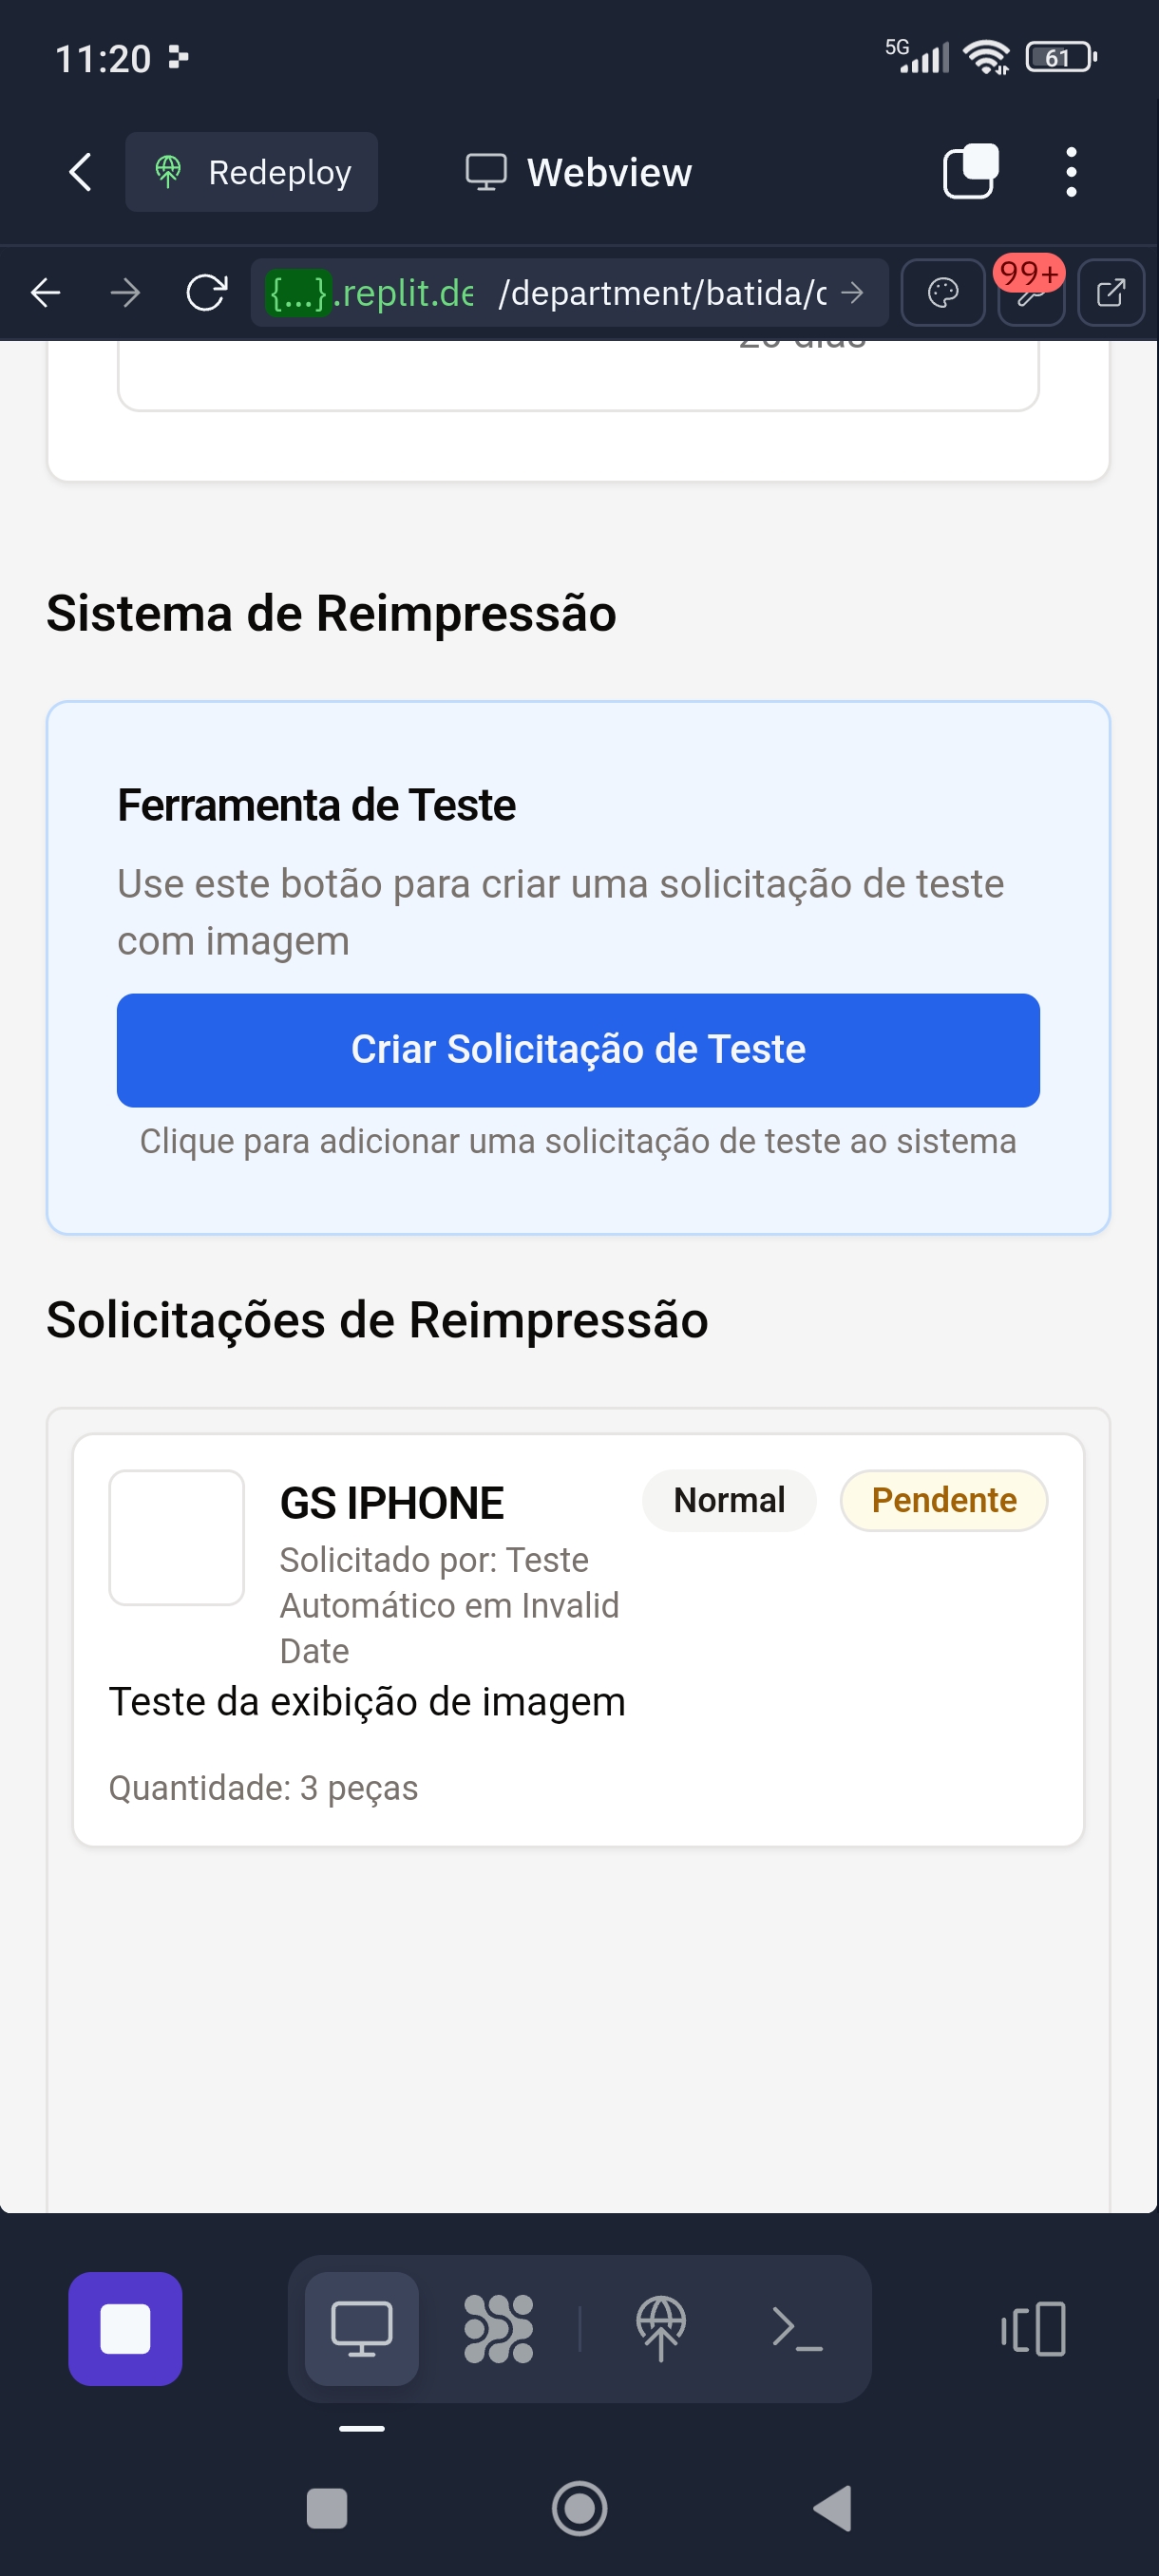 11:20
5G
61
Redeploy
Webview
{...}.replit.de /department/batida/c
99+
Sistema de Reimpressão
Ferramenta de Teste
Use este botão para criar uma solicitação de teste
com imagem
Criar Solicitação de Teste
Clique para adicionar uma solicitação de teste ao sistema
Solicitações de Reimpressão
GS IPHONE
Normal
Pendente
Solicitado por: Teste
Automático em Invalid
Date
Teste da exibição de imagem
Quantidade: 3 peças